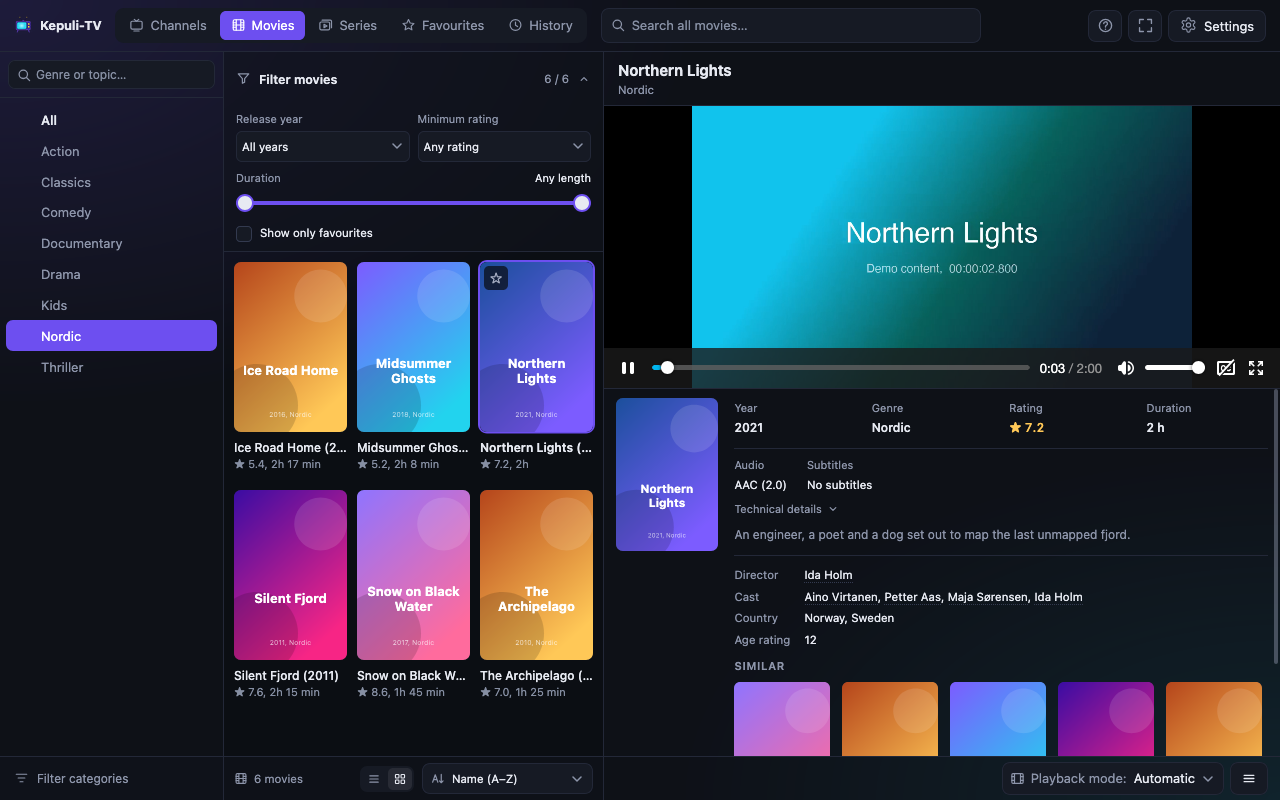 Kepuli-TV
Channels
Movies
Series
Favourites
History
Search all movies...
Settings
Genre or topic...
All
Action
Classics
Comedy
Documentary
Drama
Kids
Nordic
Thriller
Filter categories
Filter movies
6 / 6
Release year
Minimum rating
All years
Any rating
Duration
Any length
Show only favourites
Ice Road Home
2016, Nordic
Midsummer
Ghosts
2018, Nordic
Northern
Lights
2021, Nordic
Ice Road Home (2...
5.4, 2h 17 min
Midsummer Ghos...
5.2, 2h 8 min
Northern Lights (...
7.2, 2h
Silent Fjord
2011, Nordic
Snow on Black
Water
2017, Nordic
The
Archipelago
2010, Nordic
Silent Fjord (2011)
7.6, 2h 15 min
Snow on Black W...
8.6, 1h 45 min
The Archipelago (...
7.0, 1h 25 min
6 movies
Name (A–Z)
Northern Lights
Nordic
Northern Lights
Demo content, 00:00:02.800
0:03 / 2:00
Northern
Lights
2021, Nordic
Year
Genre
Rating
Duration
2021
Nordic
7.2
2 h
Audio
Subtitles
AAC (2.0)
No subtitles
Technical details
An engineer, a poet and a dog set out to map the last unmapped fjord.
Director
Ida Holm
Cast
Aino Virtanen, Petter Aas, Maja Sørensen, Ida Holm
Country
Norway, Sweden
Age rating
12
SIMILAR
Playback mode: Automatic